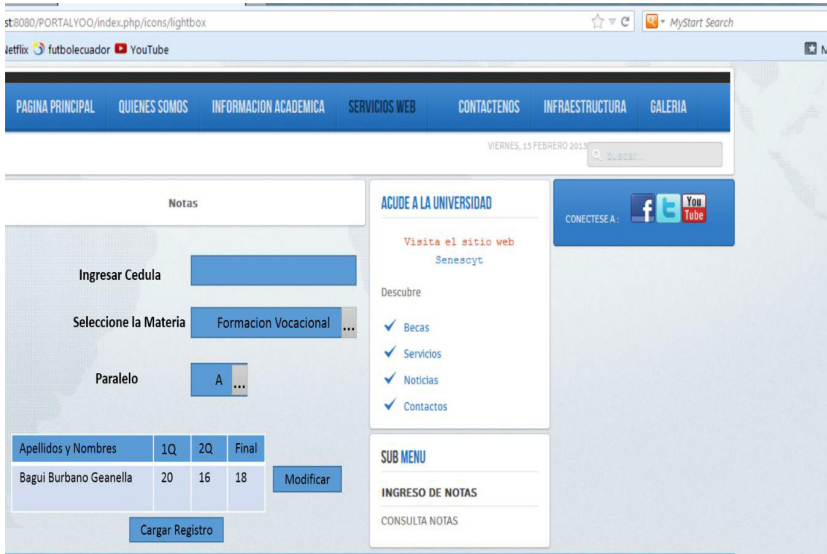 st:8080/PORTALYOO/index.php/icons/lightbox
MyStart Search
Netflix futbolecuador YouTube
PAGINA PRINCIPAL QUIENES SOMOS INFORMACION ACADEMICA SERVICIOS WEB CONTACTENOS INFRAESTRUCTURA GALERIA
VIERNES, 15 FEBRERO 2013
buscar...
Notas
Ingresar Cedula
Seleccione la Materia Formacion Vocacional ...
Paralelo A ...
Apellidos y Nombres 1Q 2Q Final
Bagui Burbano Geanella 20 16 18 Modificar
Cargar Registro
ACUDE A LA UNIVERSIDAD
Visita el sitio web
Senescyt
Descubre
Becas
Servicios
Noticias
Contactos
SUB MENU
INGRESO DE NOTAS
CONSULTA NOTAS
CONECTESE A :
f t You Tube